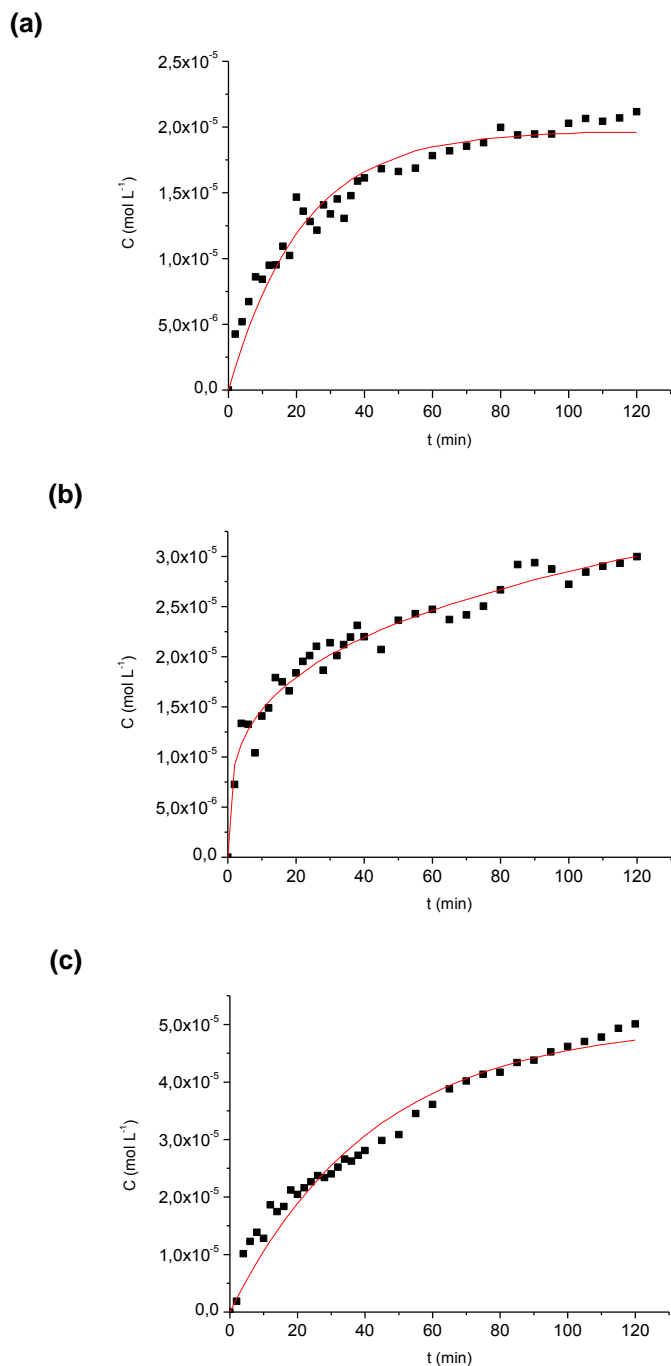 (a)
2,5x10⁻⁵
2,0x10⁻⁵
1,5x10⁻⁵
1,0x10⁻⁵
5,0x10⁻⁶
0,0
C (mol L⁻¹)
0 20 40 60 80 100 120
t (min)
(b)
3,0x10⁻⁵
2,5x10⁻⁵
2,0x10⁻⁵
1,5x10⁻⁵
1,0x10⁻⁵
5,0x10⁻⁶
0,0
C (mol L⁻¹)
0 20 40 60 80 100 120
t (min)
(c)
5,0x10⁻⁵
4,0x10⁻⁵
3,0x10⁻⁵
2,0x10⁻⁵
1,0x10⁻⁵
0,0
C (mol L⁻¹)
0 20 40 60 80 100 120
t (min)